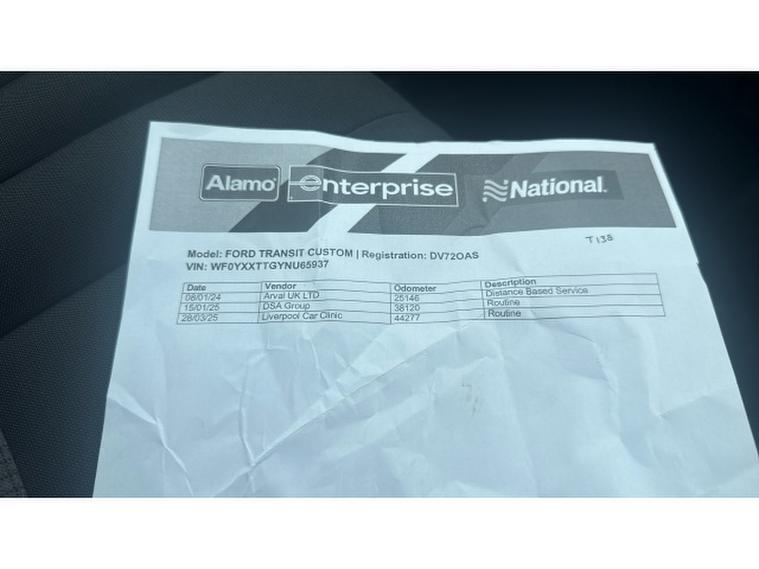 Alamo enterprise National.
T138
Model: FORD TRANSIT CUSTOM | Registration: DV72OAS
VIN: WF0YXXTTGYNU65937
Date Vendor Odometer Description
08/01/24 Arval UK LTD 25146 Distance Based Service
15/01/25 DSA Group 38120 Routine
28/03/25 Liverpool Car Clinic 44277 Routine